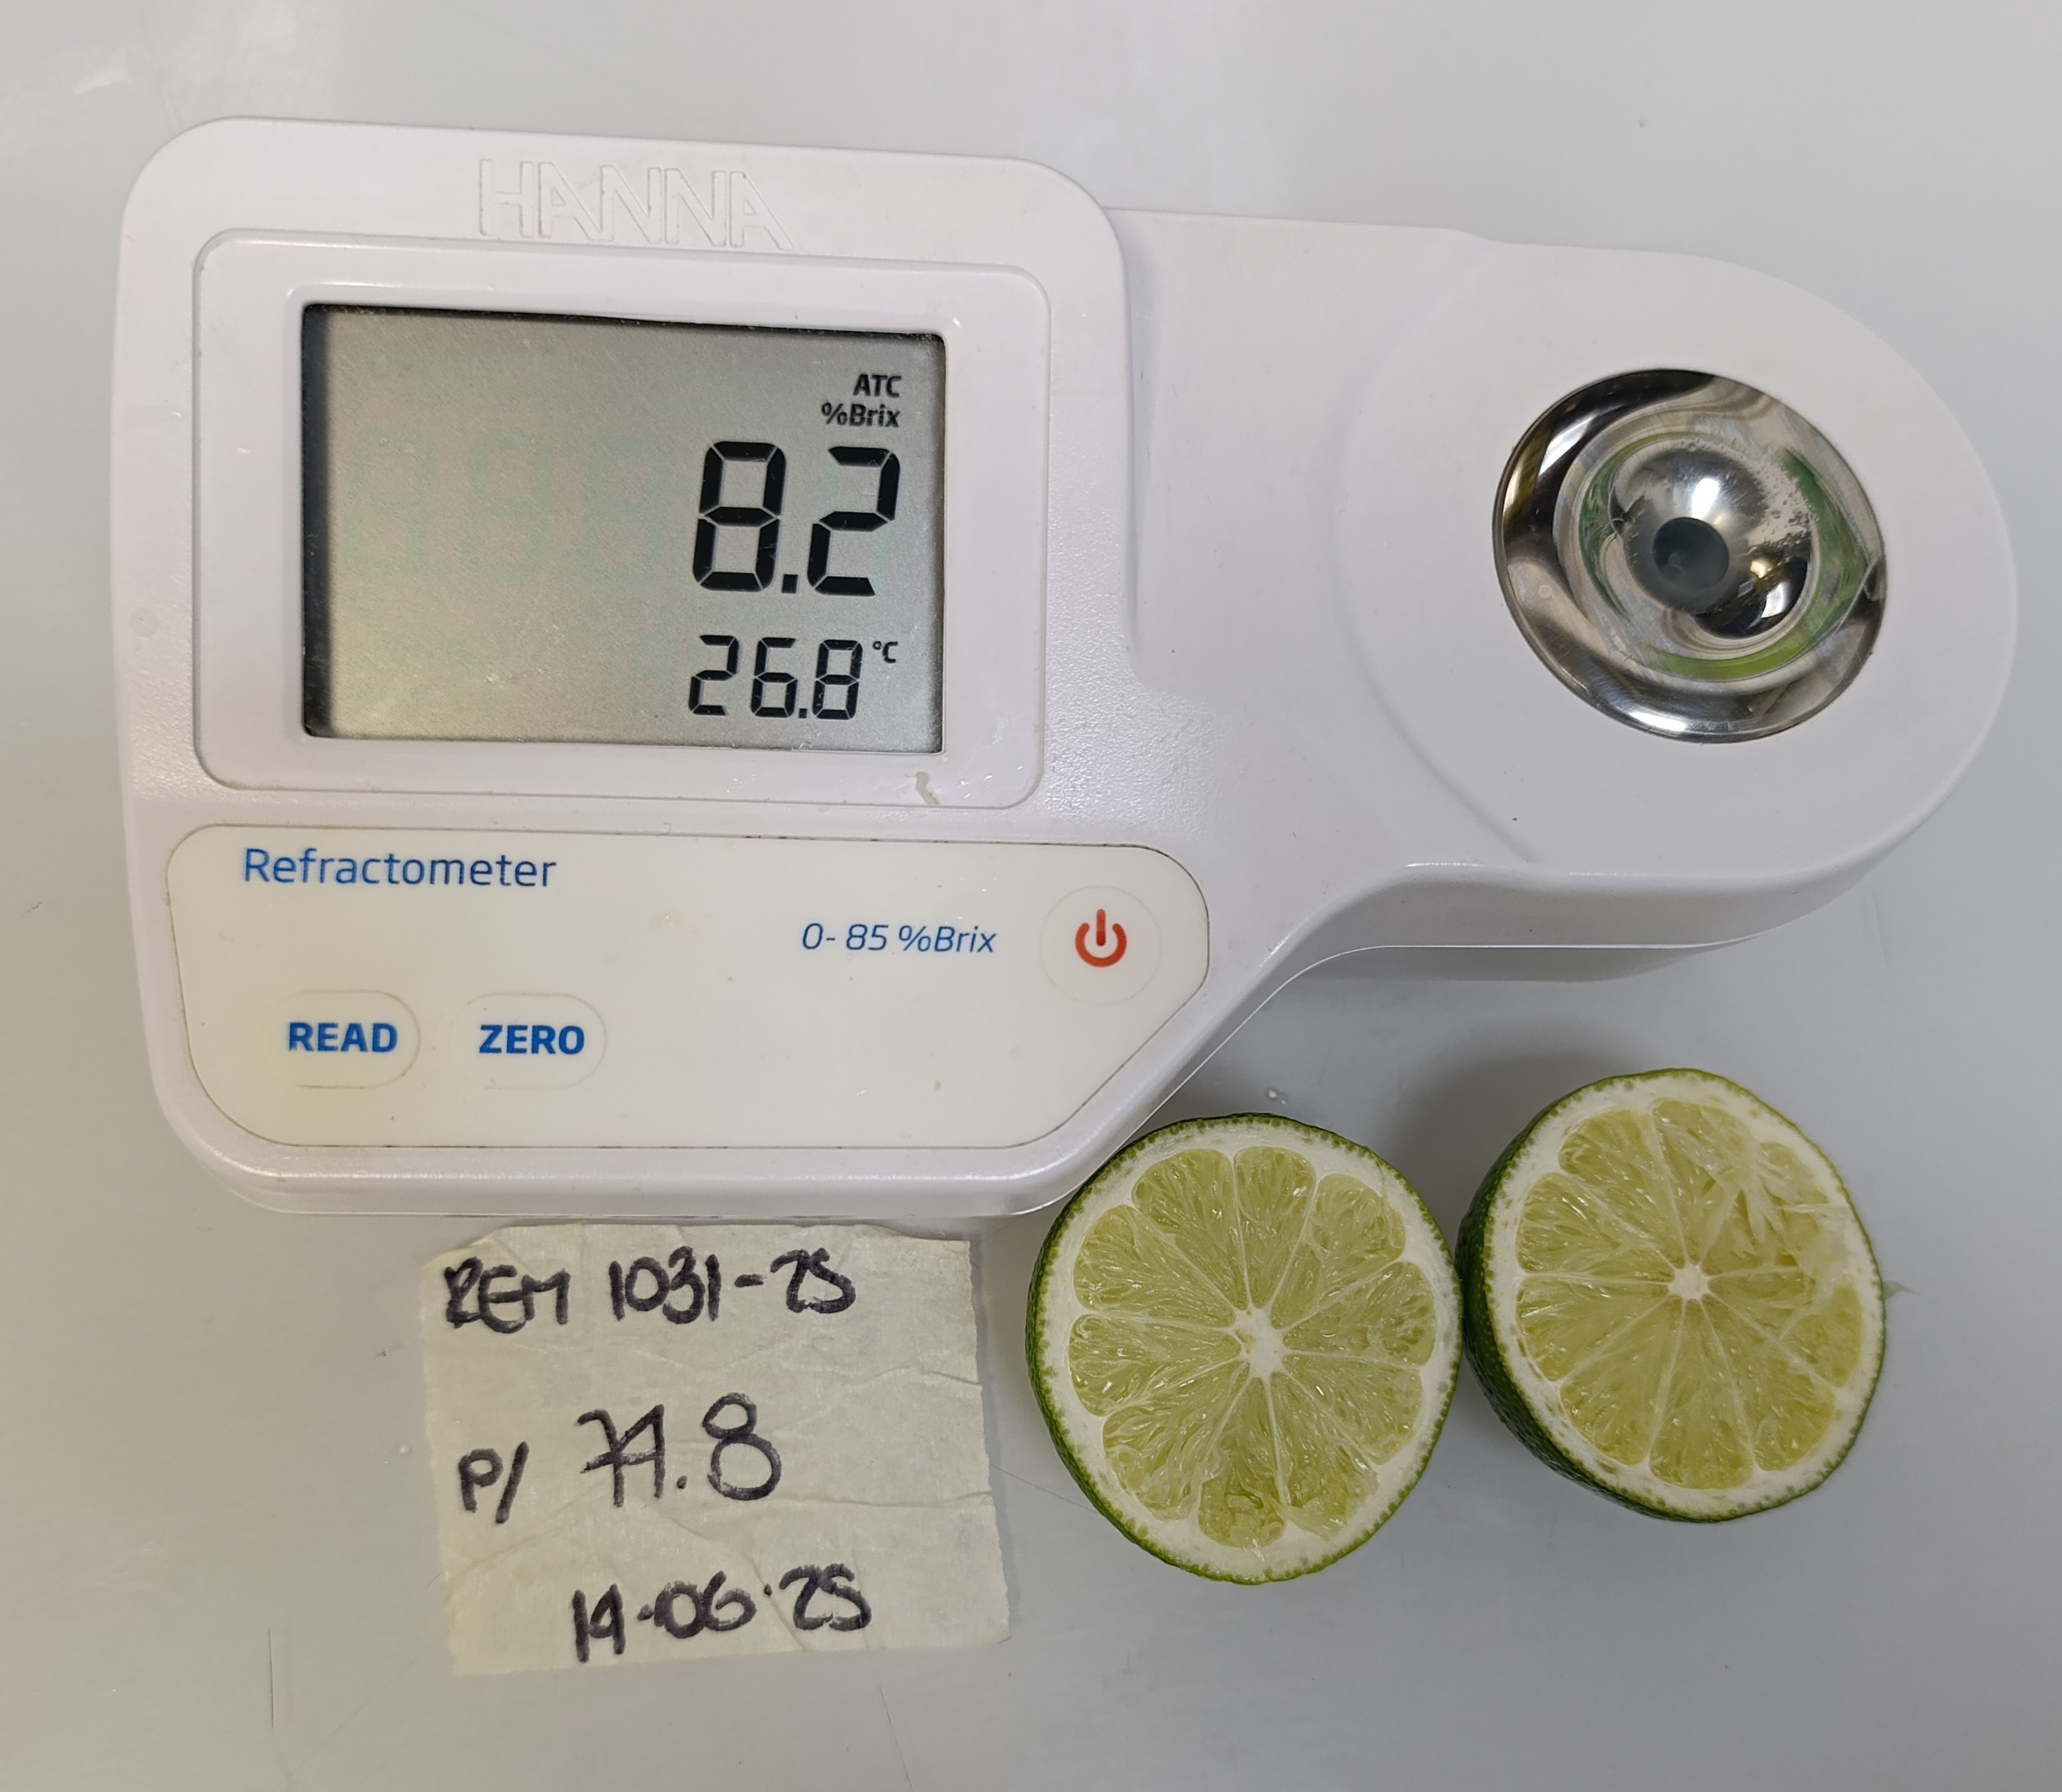 HANNA
ATC
%Brix
8.2
26.8 °C
Refractometer
0- 85 %Brix
READ ZERO
REM 1031-25
P/ 74.8
14-06-25